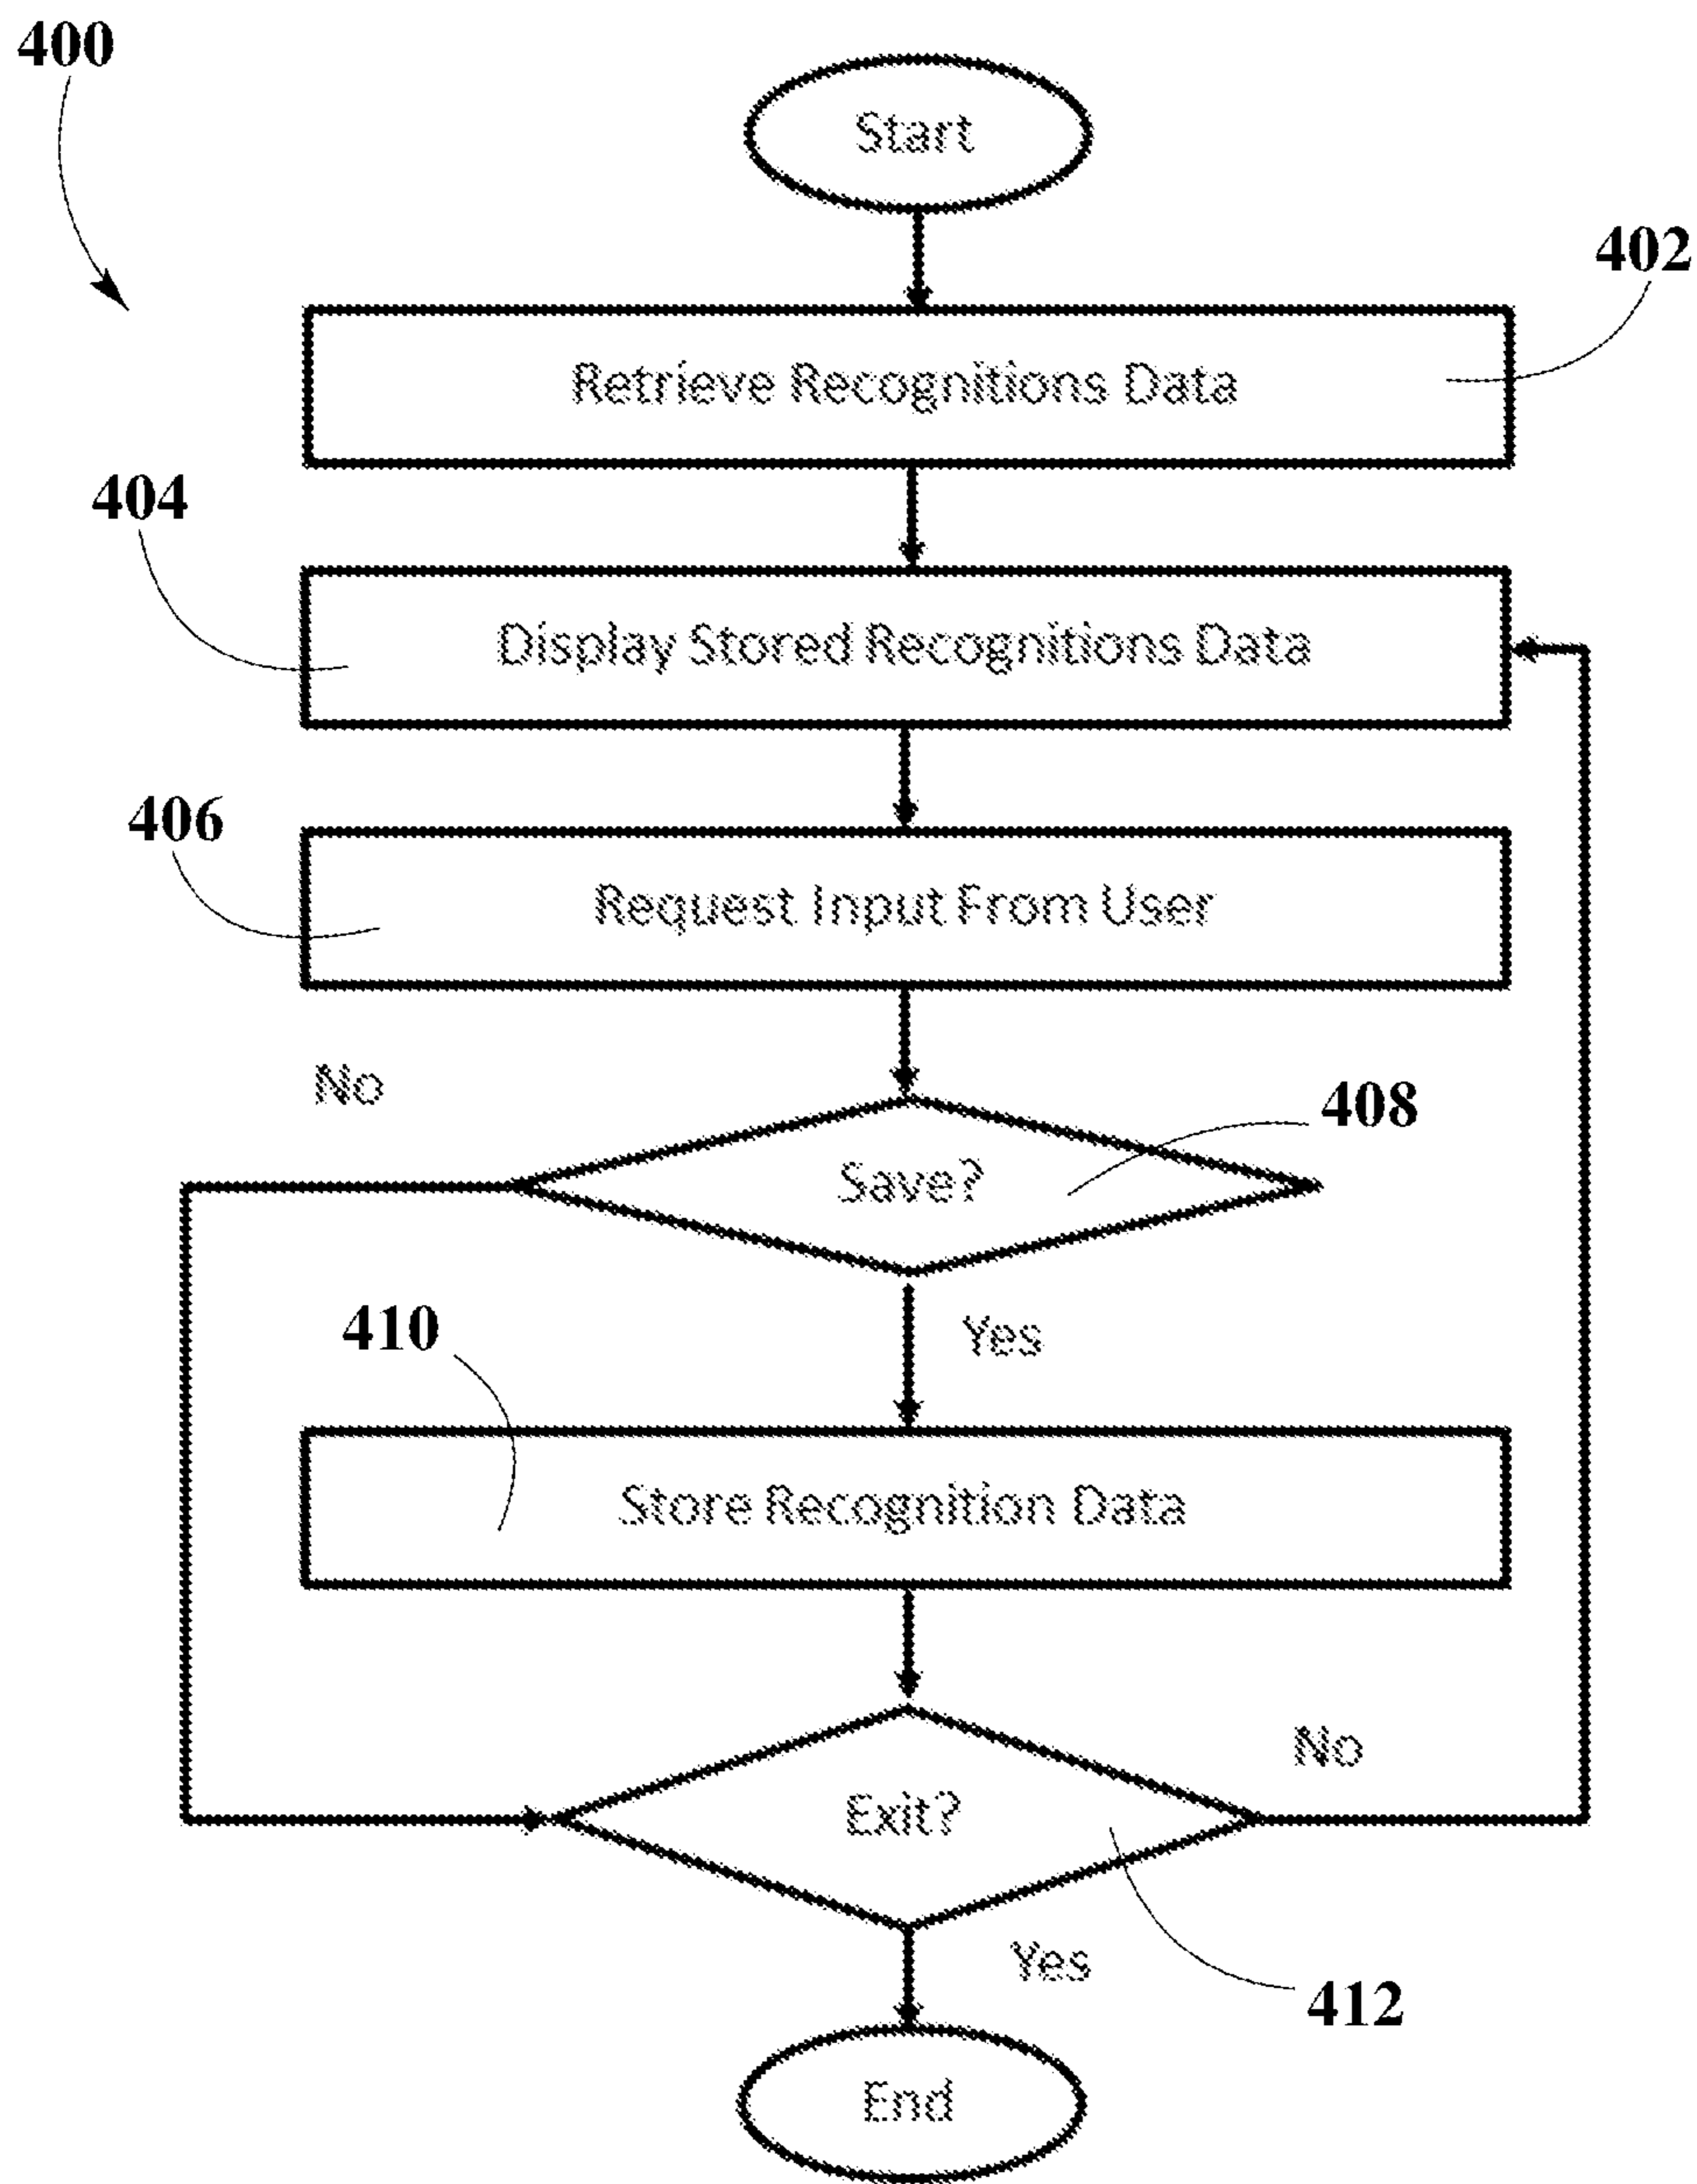 400
Start
402
Retrieve Recognitions Data
404
Display Stored Recognitions Data
406
Request Input From User
No
408
Save?
Yes
410
Store Recognition Data
No
Exit?
Yes
412
End